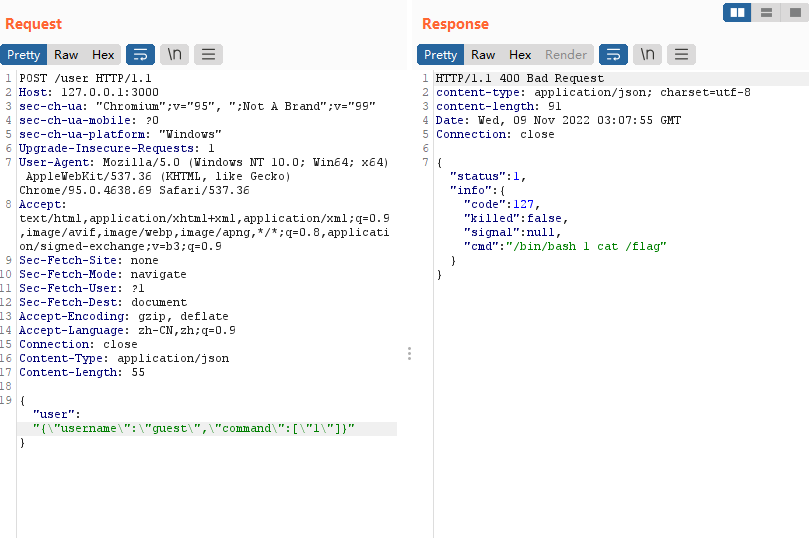 Request
Pretty Raw Hex \n
1 POST /user HTTP/1.1
2 Host: 127.0.0.1:3000
3 sec-ch-ua: "Chromium";v="95", ";Not A Brand";v="99"
4 sec-ch-ua-mobile: ?0
5 sec-ch-ua-platform: "Windows"
6 Upgrade-Insecure-Requests: 1
7 User-Agent: Mozilla/5.0 (Windows NT 10.0; Win64; x64)
AppleWebKit/537.36 (KHTML, like Gecko)
Chrome/95.0.4638.69 Safari/537.36
8 Accept:
text/html,application/xhtml+xml,application/xml;q=0.9
,image/avif,image/webp,image/apng,*/*;q=0.8,applicati
on/signed-exchange;v=b3;q=0.9
9 Sec-Fetch-Site: none
10 Sec-Fetch-Mode: navigate
11 Sec-Fetch-User: ?1
12 Sec-Fetch-Dest: document
13 Accept-Encoding: gzip, deflate
14 Accept-Language: zh-CN,zh;q=0.9
15 Connection: close
16 Content-Type: application/json
17 Content-Length: 55
18
19 {
"user":
"{\"username\":\"guest\",\"command\":[\"1\"]}"
}
Response
Pretty Raw Hex Render \n
1 HTTP/1.1 400 Bad Request
2 content-type: application/json; charset=utf-8
3 content-length: 91
4 Date: Wed, 09 Nov 2022 03:07:55 GMT
5 Connection: close
6
7 {
"status":1,
"info":{
"code":127,
"killed":false,
"signal":null,
"cmd":"/bin/bash 1 cat /flag"
}
}